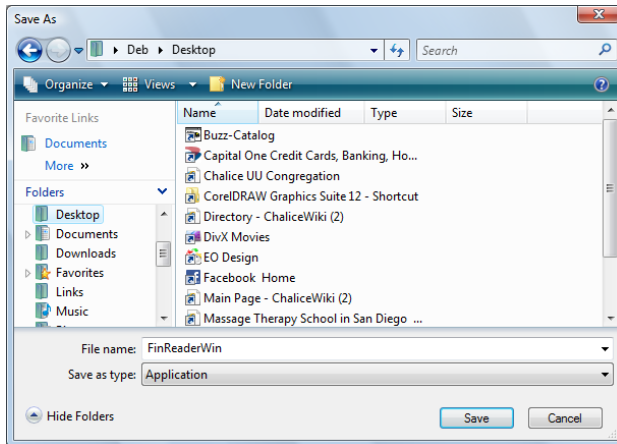 Save As
Deb Desktop Search
Organize Views New Folder
Favorite Links
Documents
More »
Folders
Desktop
Documents
Downloads
Favorites
Links
Music
Name Date modified Type Size
Buzz-Catalog
Capital One Credit Cards, Banking, Ho...
Chalice UU Congregation
CorelDRAW Graphics Suite 12 - Shortcut
Directory - ChaliceWiki (2)
DivX Movies
EO Design
Facebook Home
Main Page - ChaliceWiki (2)
Massage Therapy School in San Diego ...
File name: FinReaderWin
Save as type: Application
Hide Folders Save Cancel